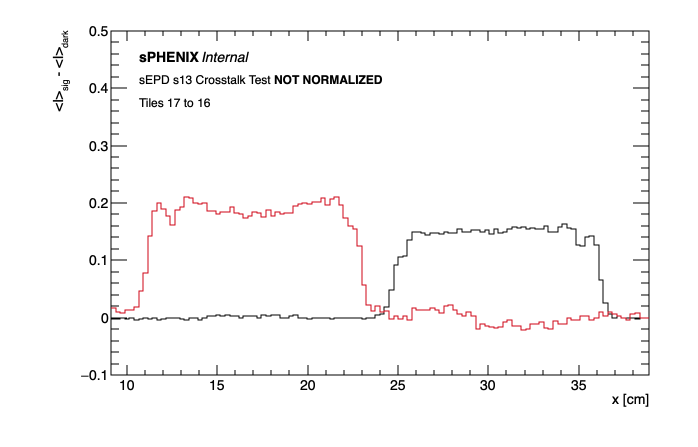 <I>sig - <I>dark
0.5
0.4
0.3
0.2
0.1
0
−0.1
sPHENIX Internal
sEPD s13 Crosstalk Test NOT NORMALIZED
Tiles 17 to 16
10 15 20 25 30 35
x [cm]